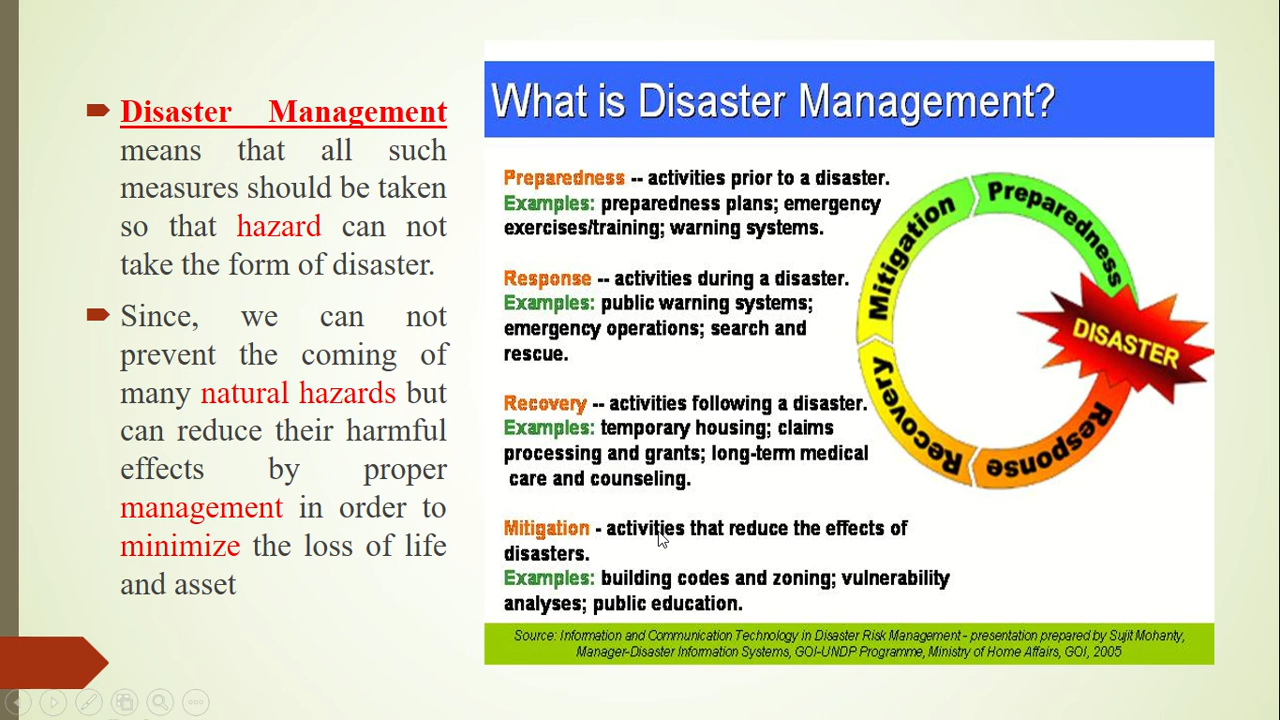 Disaster Management
means that all such
measures should be taken
so that hazard can not
take the form of disaster.
Since, we can not
prevent the coming of
many natural hazards but
can reduce their harmful
effects by proper
management in order to
minimize the loss of life
and asset
What is Disaster Management?
Preparedness -- activities prior to a disaster.
Examples: preparedness plans; emergency
exercises/training; warning systems.
Response -- activities during a disaster.
Examples: public warning systems;
emergency operations; search and
rescue.
Recovery -- activities following a disaster.
Examples: temporary housing; claims
processing and grants; long-term medical
care and counseling.
Mitigation - activities that reduce the effects of
disasters.
Examples: building codes and zoning; vulnerability
analyses; public education.
Mitigation
Preparedness
DISASTER
Response
Recovery
Source: Information and Communication Technology in Disaster Risk Management - presentation prepared by Sujit Mohanty,
Manager-Disaster Information Systems, GOI-UNDP Programme, Ministry of Home Affairs, GOI, 2005